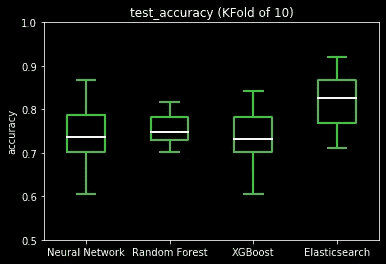 test_accuracy (KFold of 10)
accuracy
1.0
0.9
0.8
0.7
0.6
0.5
Neural Network Random Forest XGBoost Elasticsearch